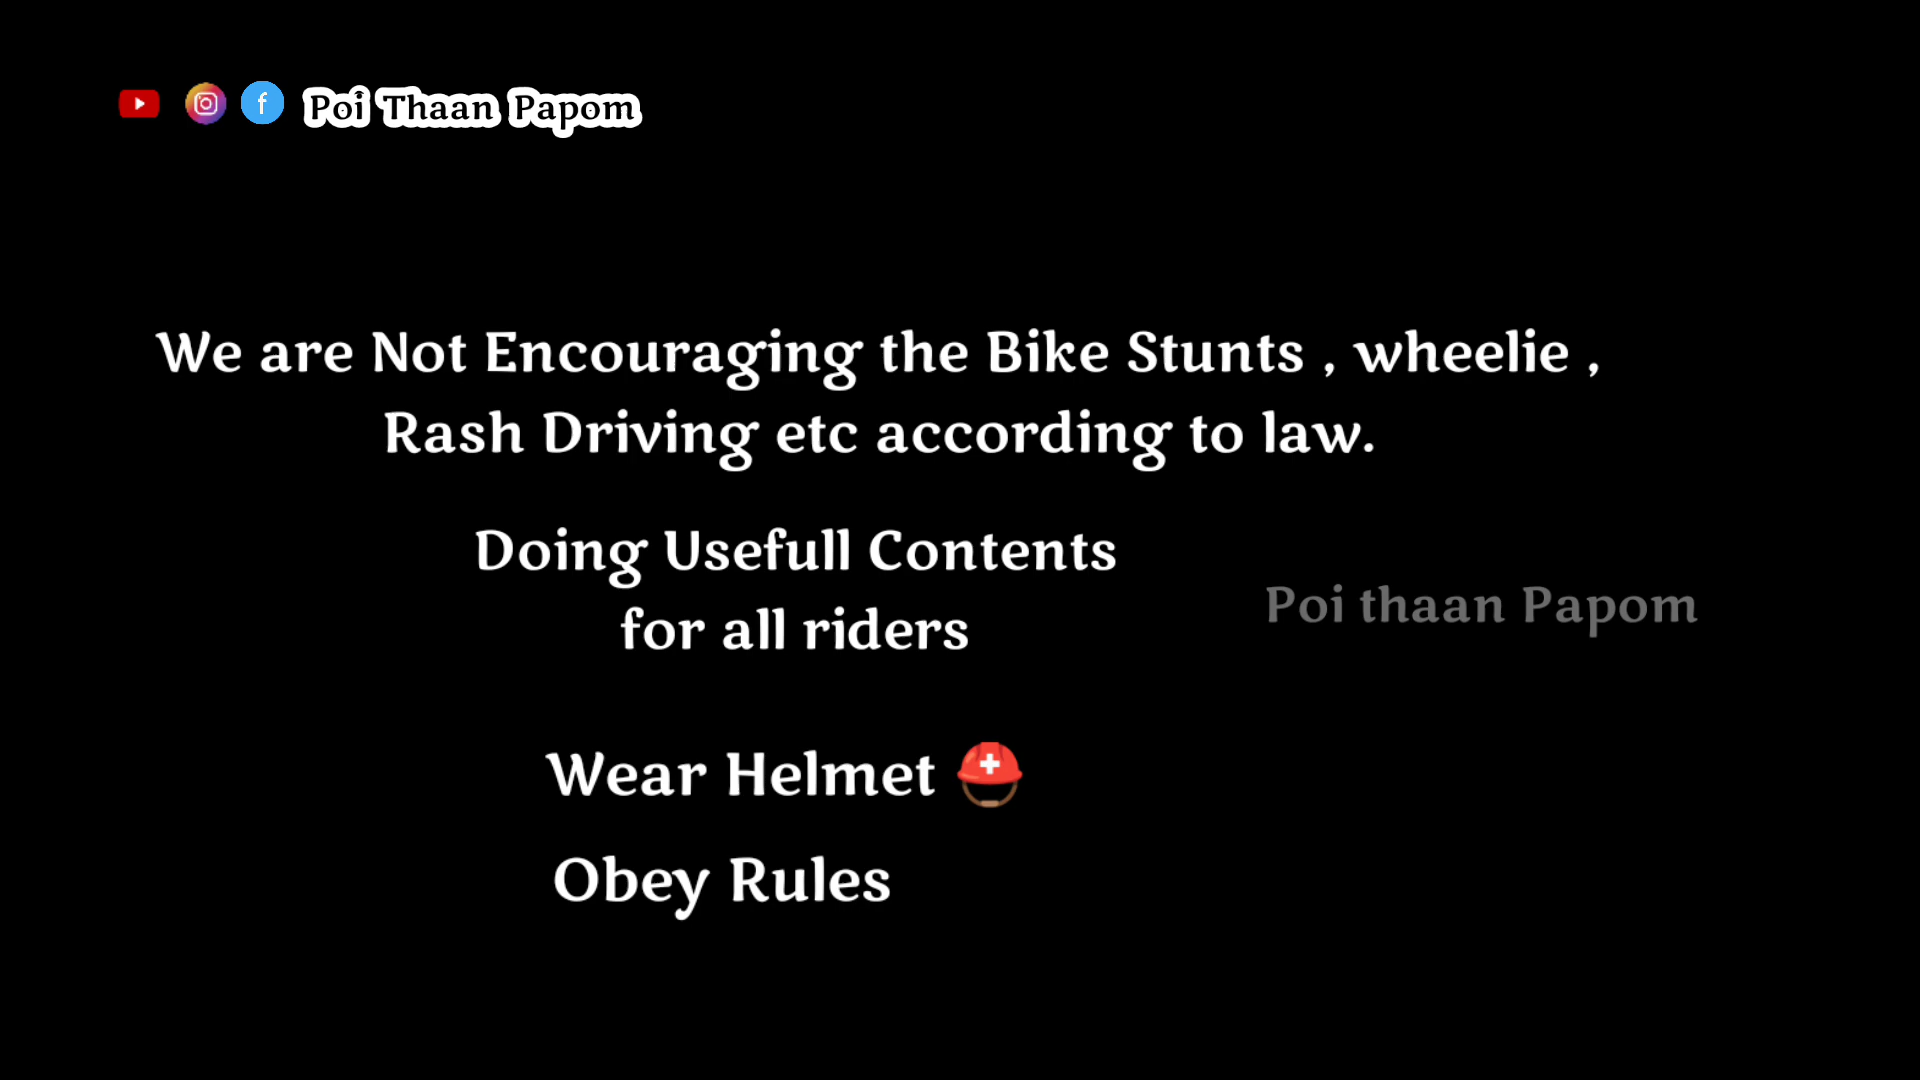 Poi Thaan Papom
We are Not Encouraging the Bike Stunts , wheelie ,
Rash Driving etc according to law.
Doing Usefull Contents
for all riders
Poi thaan Papom
Wear Helmet
Obey Rules